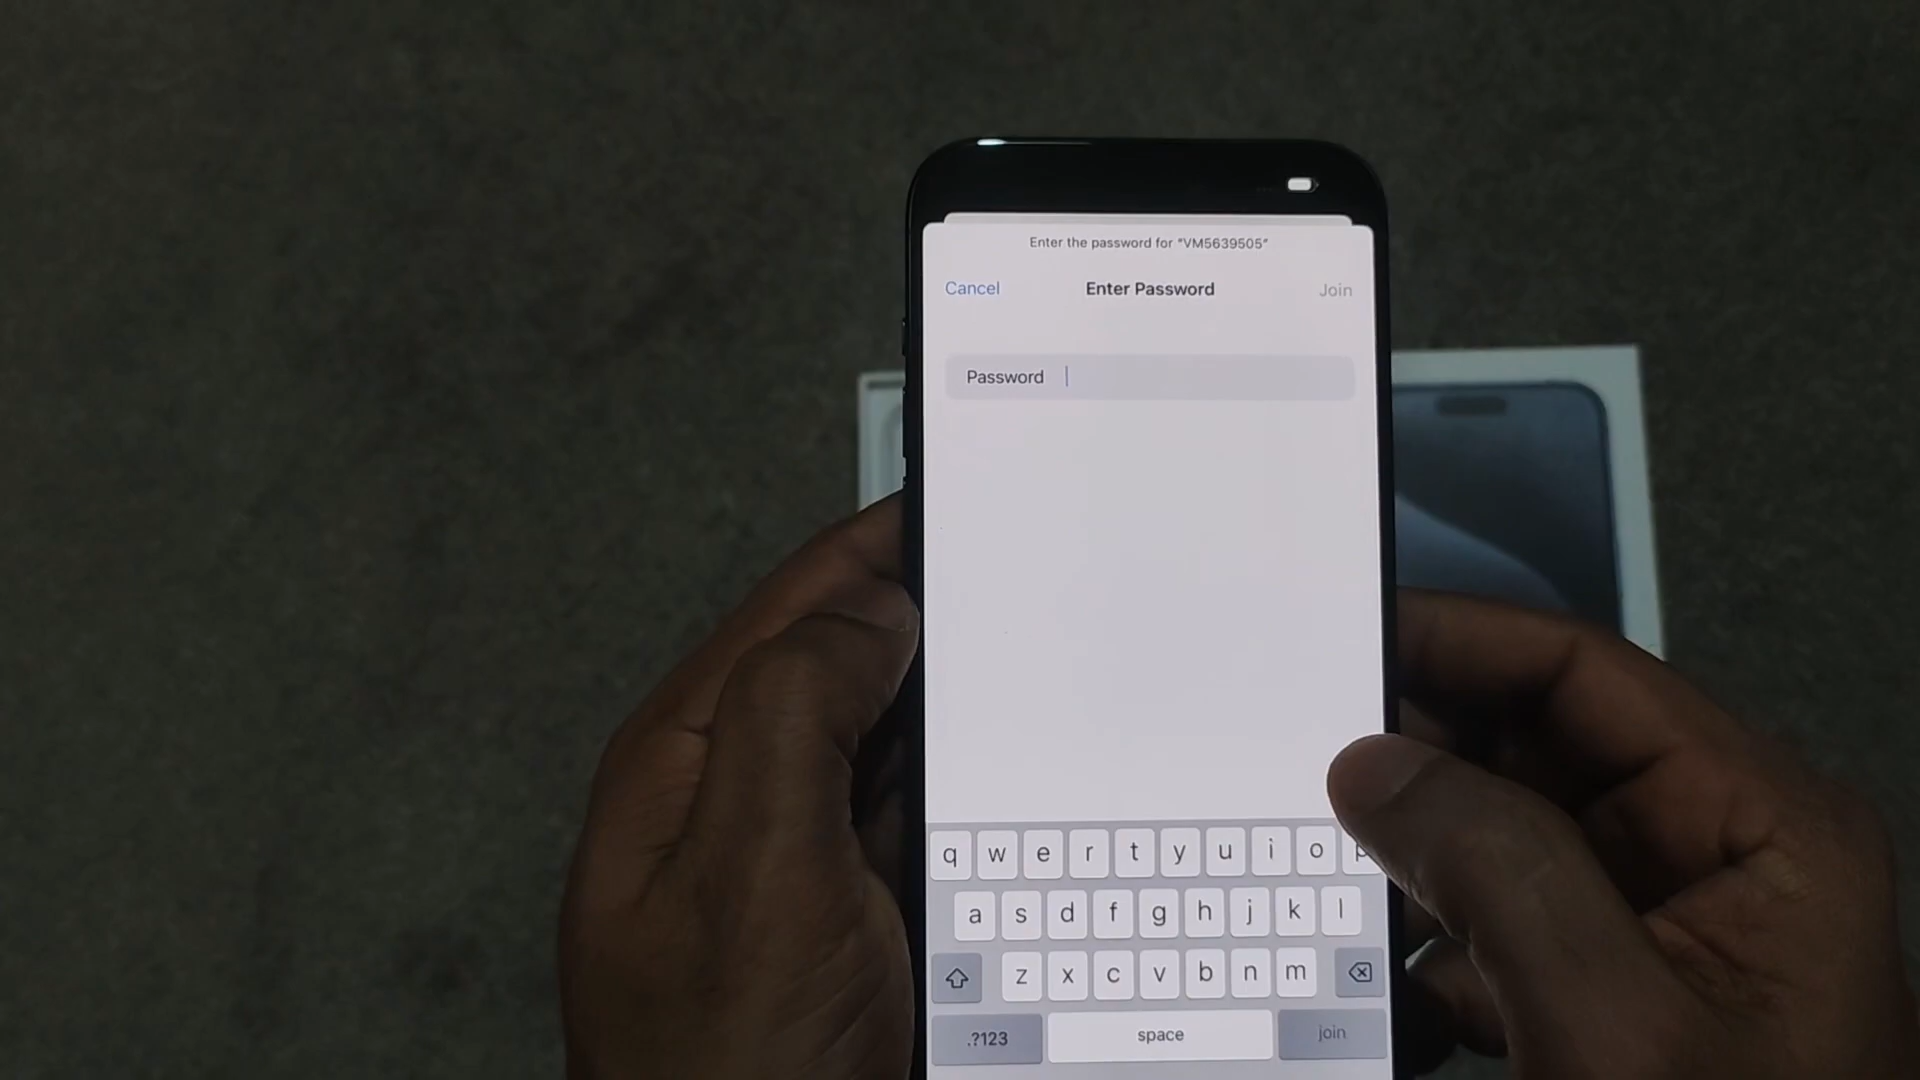 Enter the password for "VM5639505"
Cancel Enter Password Join
Password
q w e r t y u i o p
a s d f g h j k l
z x c v b n m
.?123 space join